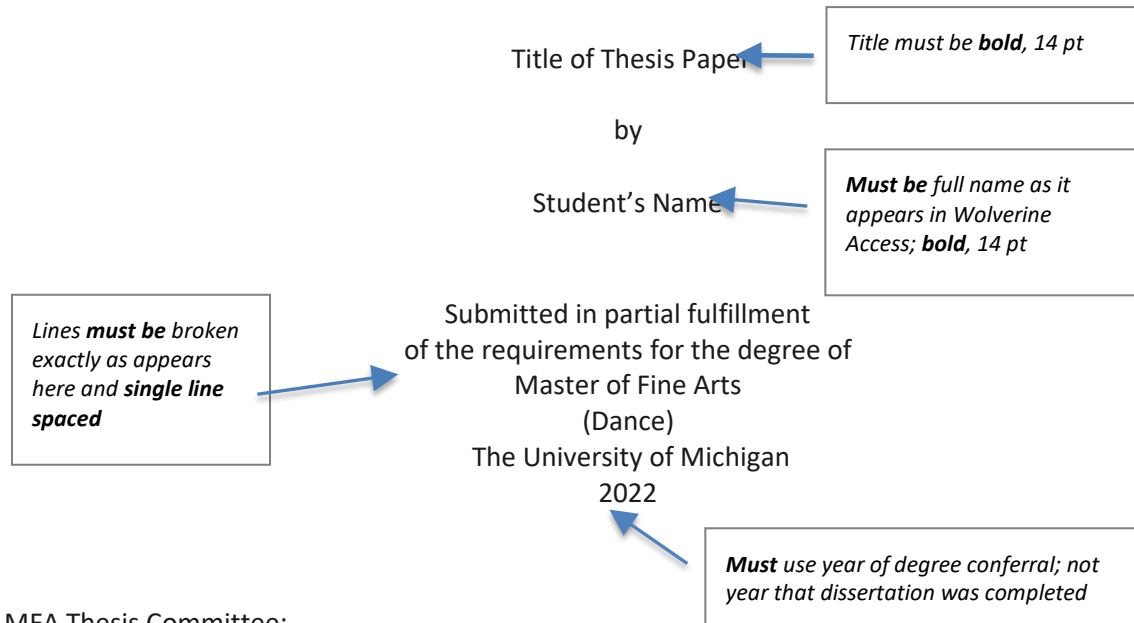 Title of Thesis Paper
Title must be bold, 14 pt
by
Student’s Name
Must be full name as it
appears in Wolverine
Access; bold, 14 pt
Lines must be broken
exactly as appears
here and single line
spaced
Submitted in partial fulfillment
of the requirements for the degree of
Master of Fine Arts
(Dance)
The University of Michigan
2022
Must use year of degree conferral; not
year that dissertation was completed
MFA Thesis Committee: